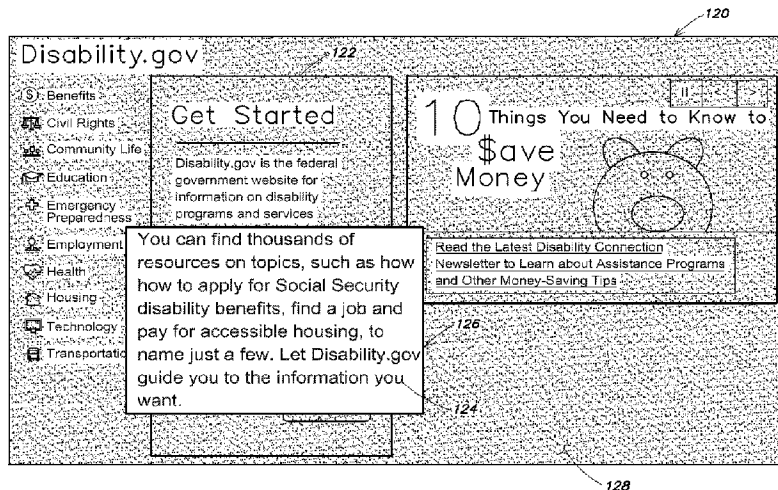 120
Disability.gov
122
Benefits
Civil Rights
Community Life
Education
Emergency
Preparedness
Employment
Health
Housing
Technology
Get Started
Disability.gov is the federal
government website for
information on disability
programs and services
You can find thousands of
resources on topics, such as how
how to apply for Social Security
disability benefits, find a job and
pay for accessible housing, to
name just a few. Let Disability.gov
guide you to the information you
want.
10 Things You Need to Know to
$ave
Money
II < >
Read the Latest Disability Connection
Newsletter to Learn about Assistance Programs
and Other Money-Saving Tips
126
124
128